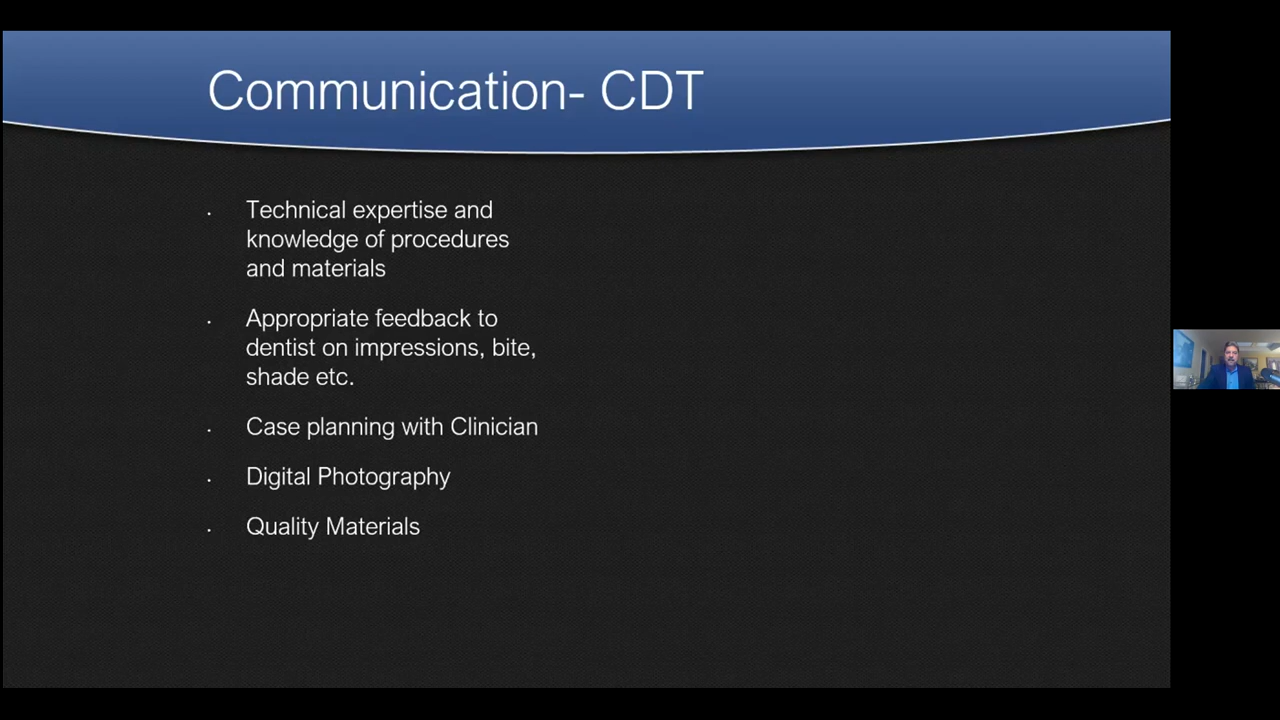 Communication- CDT
· Technical expertise and
knowledge of procedures
and materials
· Appropriate feedback to
dentist on impressions, bite,
shade etc.
· Case planning with Clinician
· Digital Photography
· Quality Materials